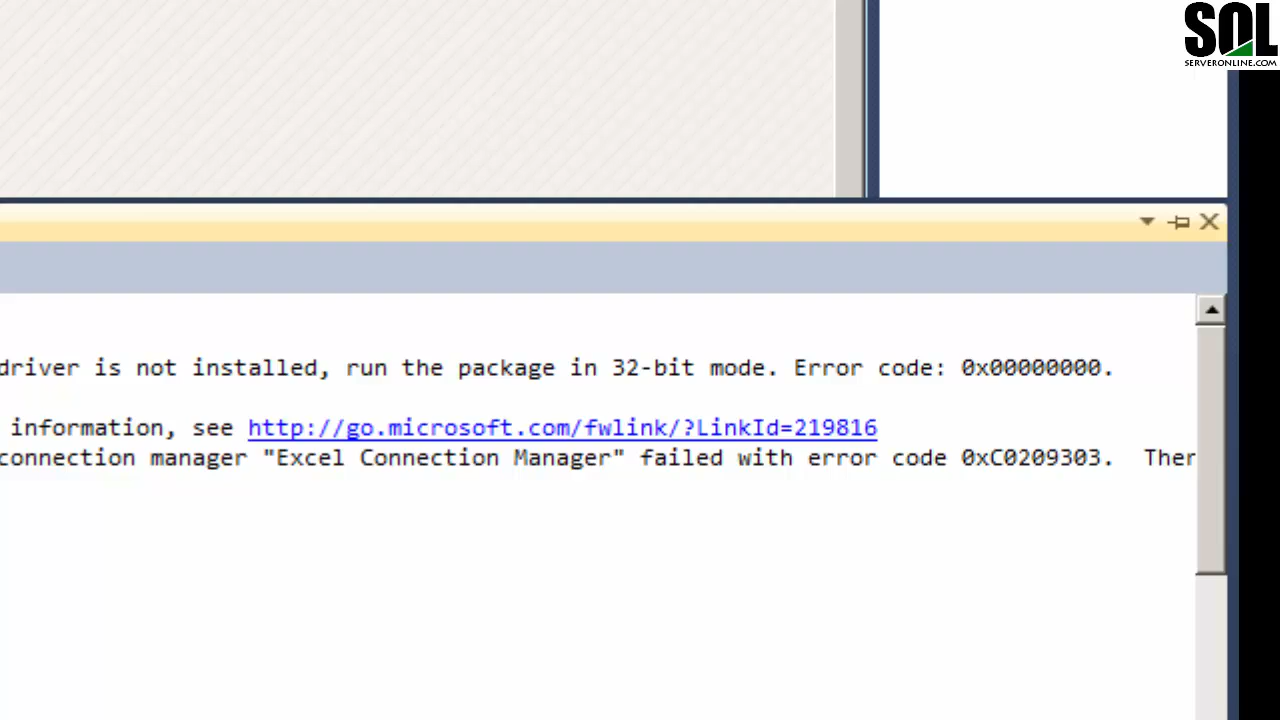 SQL
SERVERONLINE.COM
driver is not installed, run the package in 32-bit mode. Error code: 0x00000000.
information, see http://go.microsoft.com/fwlink/?LinkId=219816
connection manager "Excel Connection Manager" failed with error code 0xC0209303.  Ther